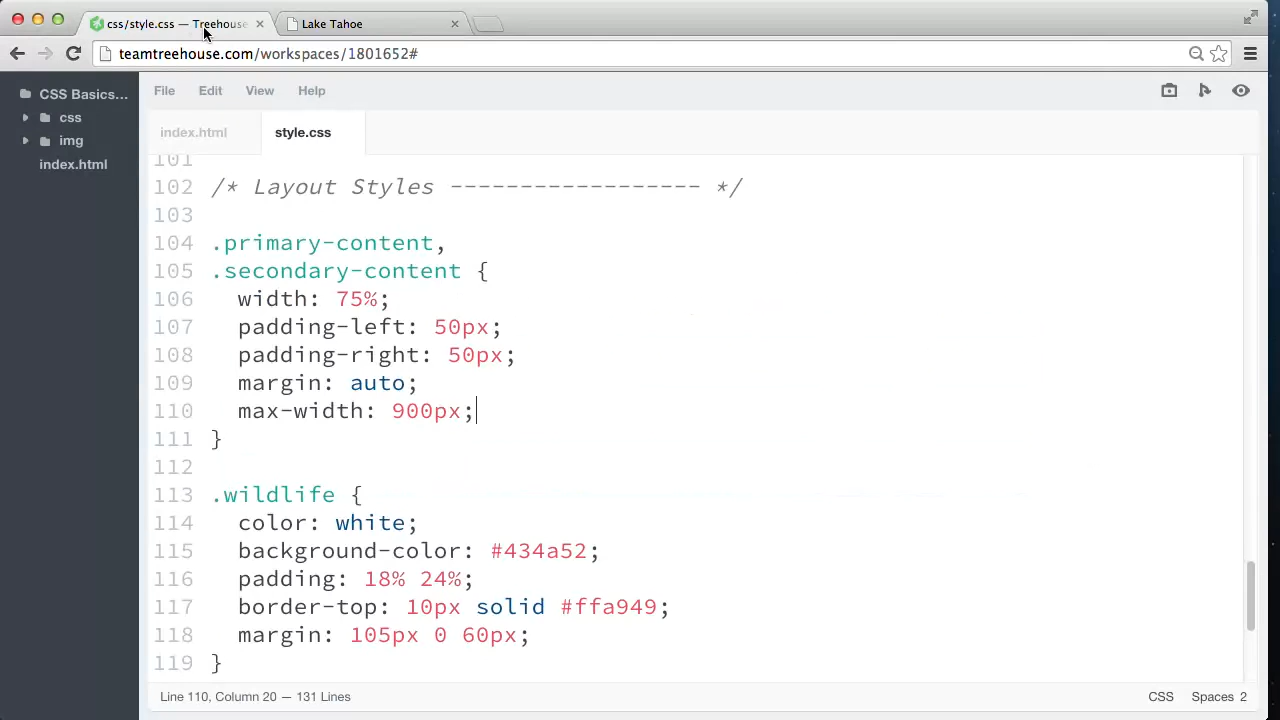 css/style.css — Treehouse
Lake Tahoe
teamtreehouse.com/workspaces/1801652#
CSS Basics...
css
img
index.html
File Edit View Help
index.html style.css
101
102 /* Layout Styles ------------------ */
103
104 .primary-content,
105 .secondary-content {
106 width: 75%;
107 padding-left: 50px;
108 padding-right: 50px;
109 margin: auto;
110 max-width: 900px;
111 }
112
113 .wildlife {
114 color: white;
115 background-color: #434a52;
116 padding: 18% 24%;
117 border-top: 10px solid #ffa949;
118 margin: 105px 0 60px;
119 }
Line 110, Column 20 — 131 Lines
CSS Spaces 2